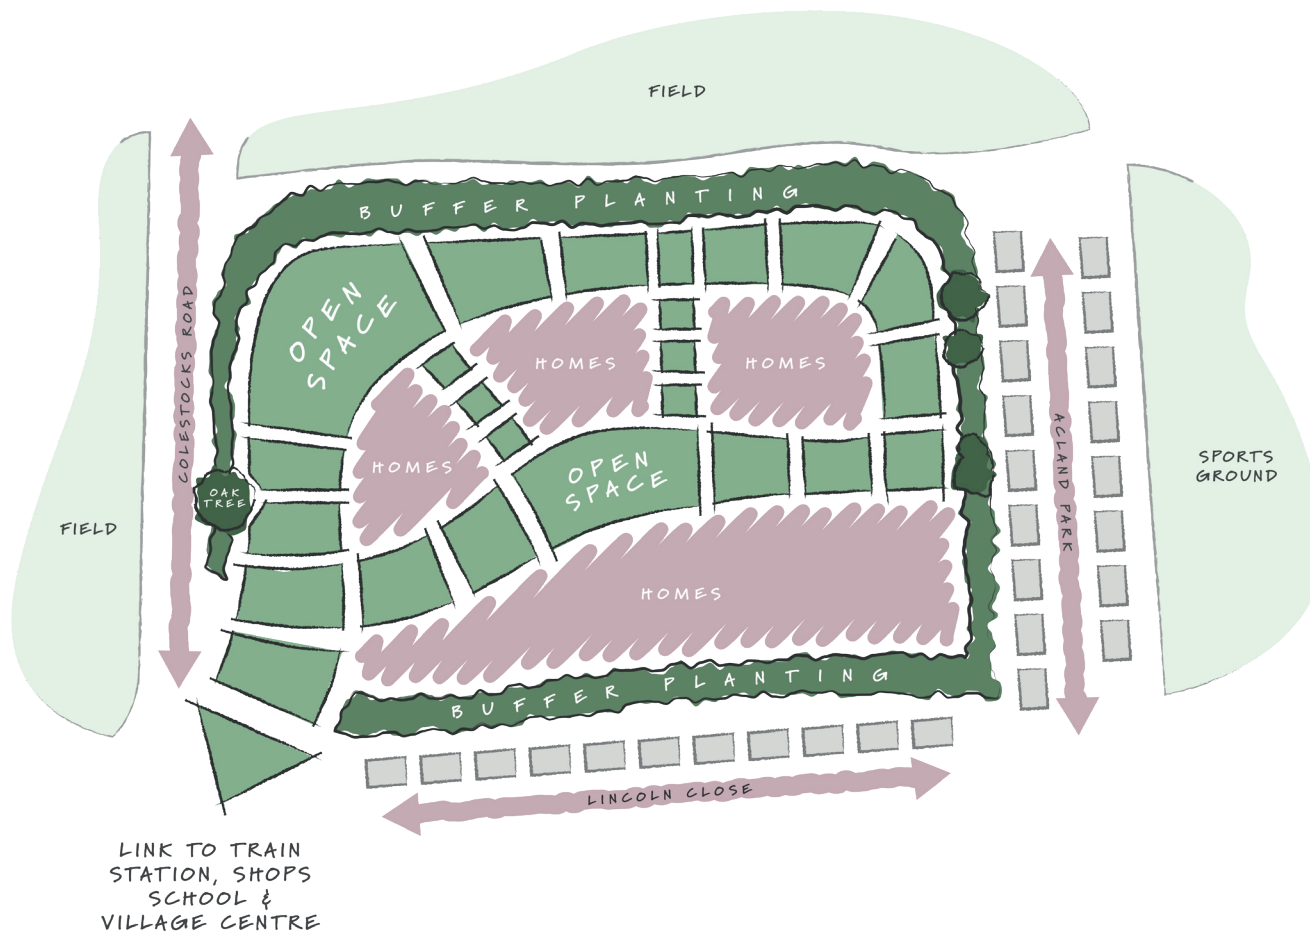 FIELD
BUFFER PLANTING
OPEN
SPACE
COLESTOCKS ROAD
HOMES
HOMES
HOMES
OPEN
SPACE
OAK
TREE
FIELD
ACLAND PARK
SPORTS
GROUND
HOMES
BUFFER PLANTING
LINCOLN CLOSE
LINK TO TRAIN
STATION, SHOPS
SCHOOL &
VILLAGE CENTRE